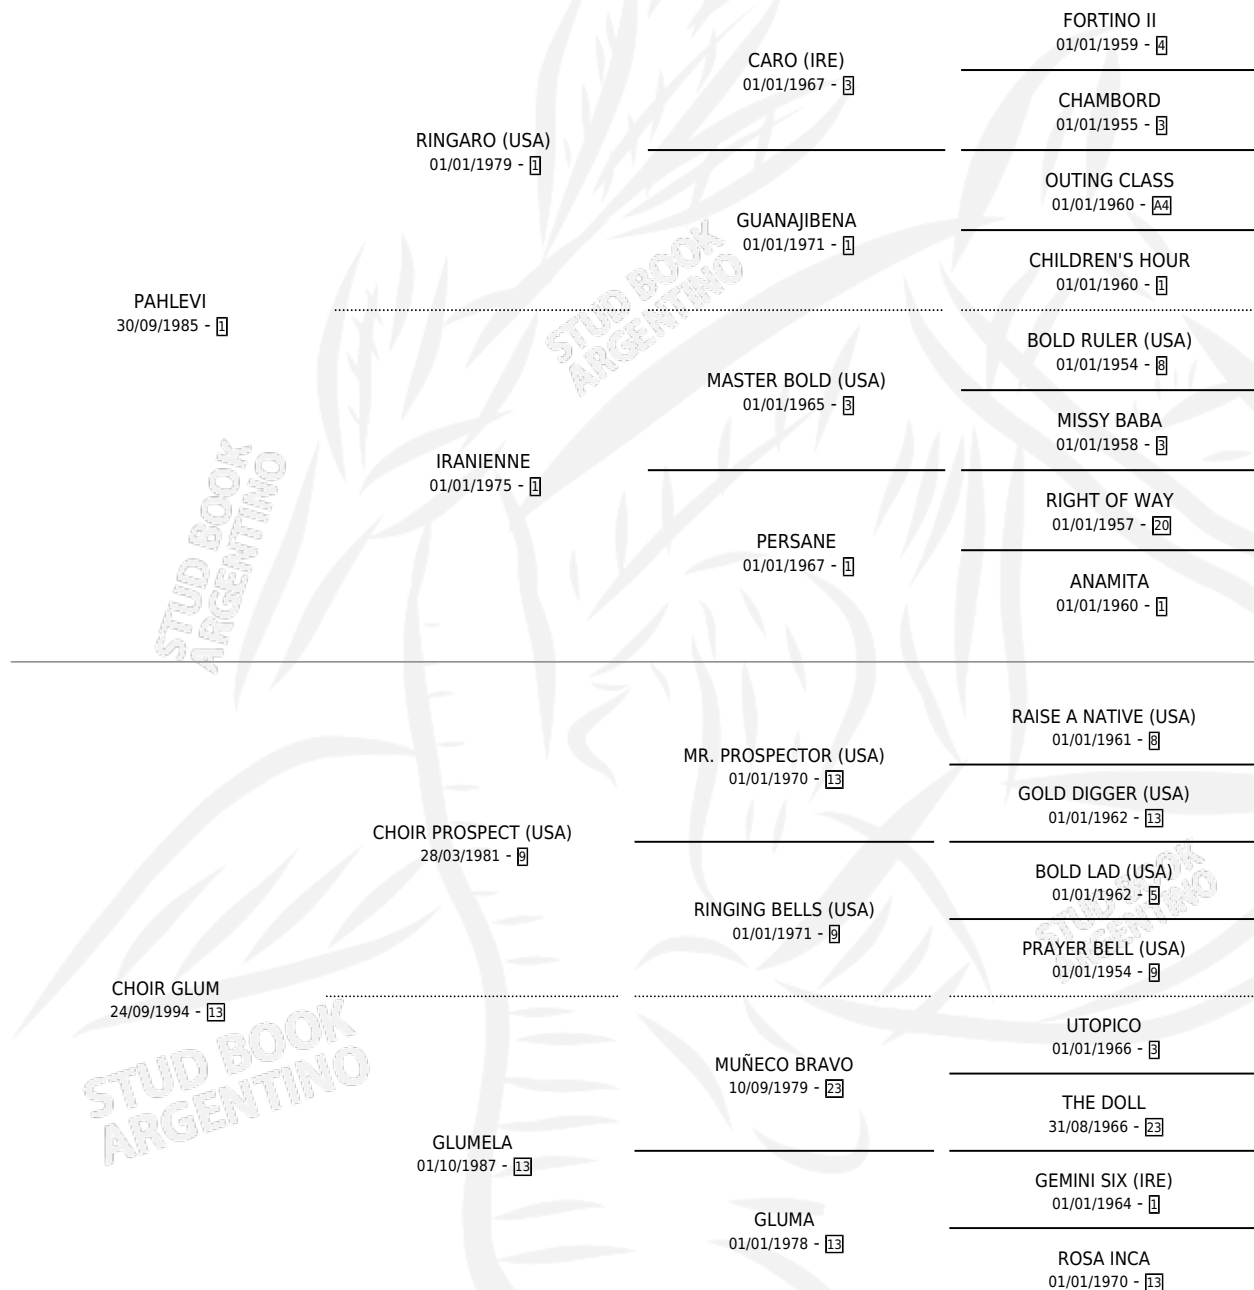 FORTINO II
01/01/1959 - 4
CARO (IRE)
01/01/1967 - 3
CHAMBORD
01/01/1955 - 3
RINGARO (USA)
01/01/1979 - 1
OUTING CLASS
01/01/1960 - A4
GUANAJIBENA
01/01/1971 - 1
CHILDREN'S HOUR
01/01/1960 - 1
PAHLEVI
30/09/1985 - 1
BOLD RULER (USA)
01/01/1954 - 8
MASTER BOLD (USA)
01/01/1965 - 3
MISSY BABA
01/01/1958 - 3
IRANIENNE
01/01/1975 - 1
RIGHT OF WAY
01/01/1957 - 20
PERSANE
01/01/1967 - 1
ANAMITA
01/01/1960 - 1
RAISE A NATIVE (USA)
01/01/1961 - 8
MR. PROSPECTOR (USA)
01/01/1970 - 13
GOLD DIGGER (USA)
01/01/1962 - 13
CHOIR PROSPECT (USA)
28/03/1981 - 9
BOLD LAD (USA)
01/01/1962 - 5
RINGING BELLS (USA)
01/01/1971 - 9
PRAYER BELL (USA)
01/01/1954 - 9
CHOIR GLUM
24/09/1994 - 13
UTOPICO
01/01/1966 - 3
MUÑECO BRAVO
10/09/1979 - 23
THE DOLL
31/08/1966 - 23
GLUMELA
01/10/1987 - 13
GEMINI SIX (IRE)
01/01/1964 - 1
GLUMA
01/01/1978 - 13
ROSA INCA
01/01/1970 - 13
STUD BOOK
ARGENTINO
STUD BOOK
ARGENTINO
STUD BOOK
ARGENTINO
STUD BOOK
ARGENTINO